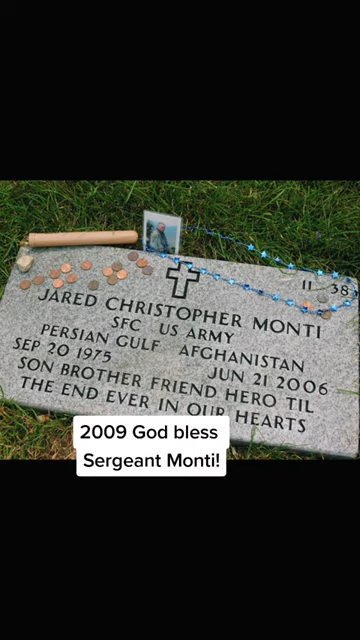 11 38
JARED CHRISTOPHER MONTI
SFC US ARMY
PERSIAN GULF AFGHANISTAN
SEP 20 1975 JUN 21 2006
SON BROTHER FRIEND HERO TIL
THE END EVER IN OUR HEARTS
2009 God bless
Sergeant Monti!